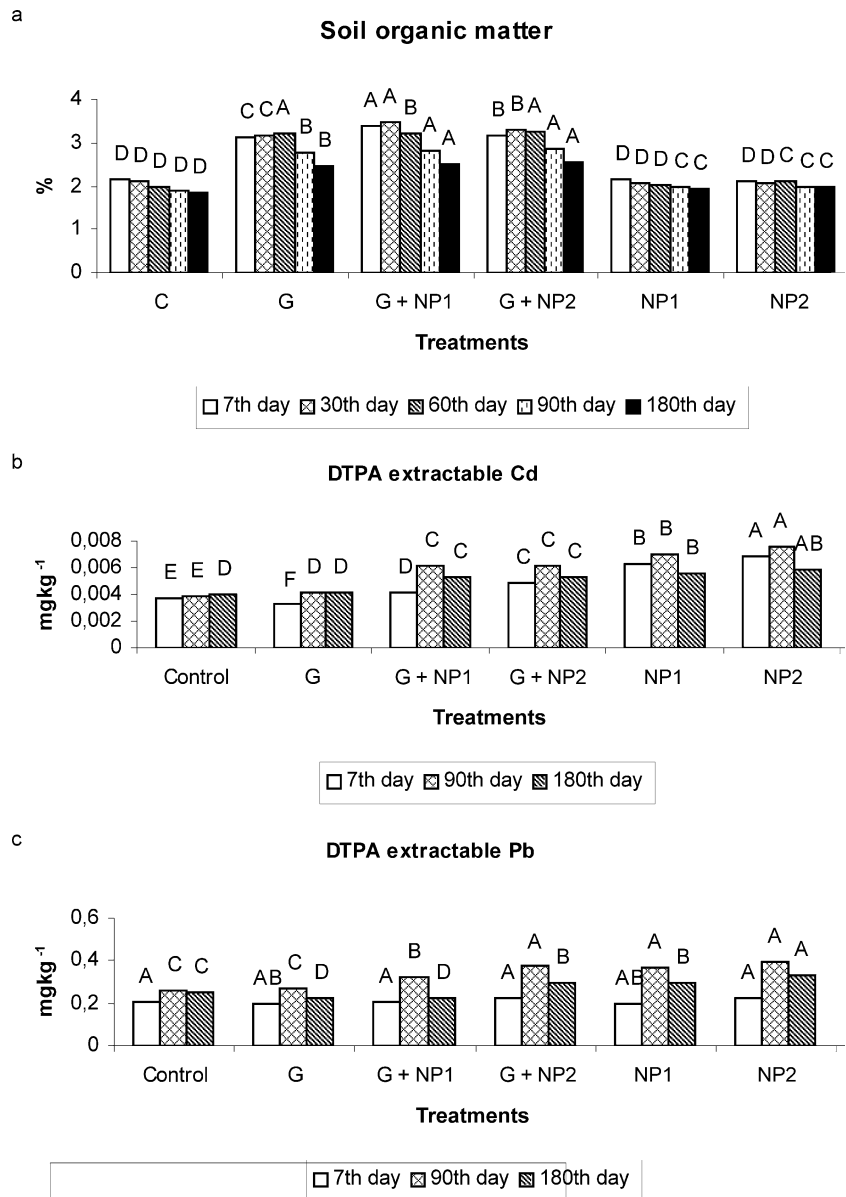 a
Soil organic matter
4
3
2
1
0
%
D D D D D
C C A B B
A A B A A
B B A A A
D D D C C
D D C C C
C G G + NP1 G + NP2 NP1 NP2
Treatments
7th day 30th day 60th day 90th day 180th day
b
DTPA extractable Cd
0,008
0,006
0,004
0,002
0
mgkg -1
E E D
F D D
D C C
C C C
B B B
A A AB
Control G G + NP1 G + NP2 NP1 NP2
Treatments
7th day 90th day 180th day
c
DTPA extractable Pb
0,6
0,4
0,2
0
mgkg -1
A C C
AB C D
A B D
A A B
AB A B
A A A
Control G G + NP1 G + NP2 NP1 NP2
Treatments
7th day 90th day 180th day